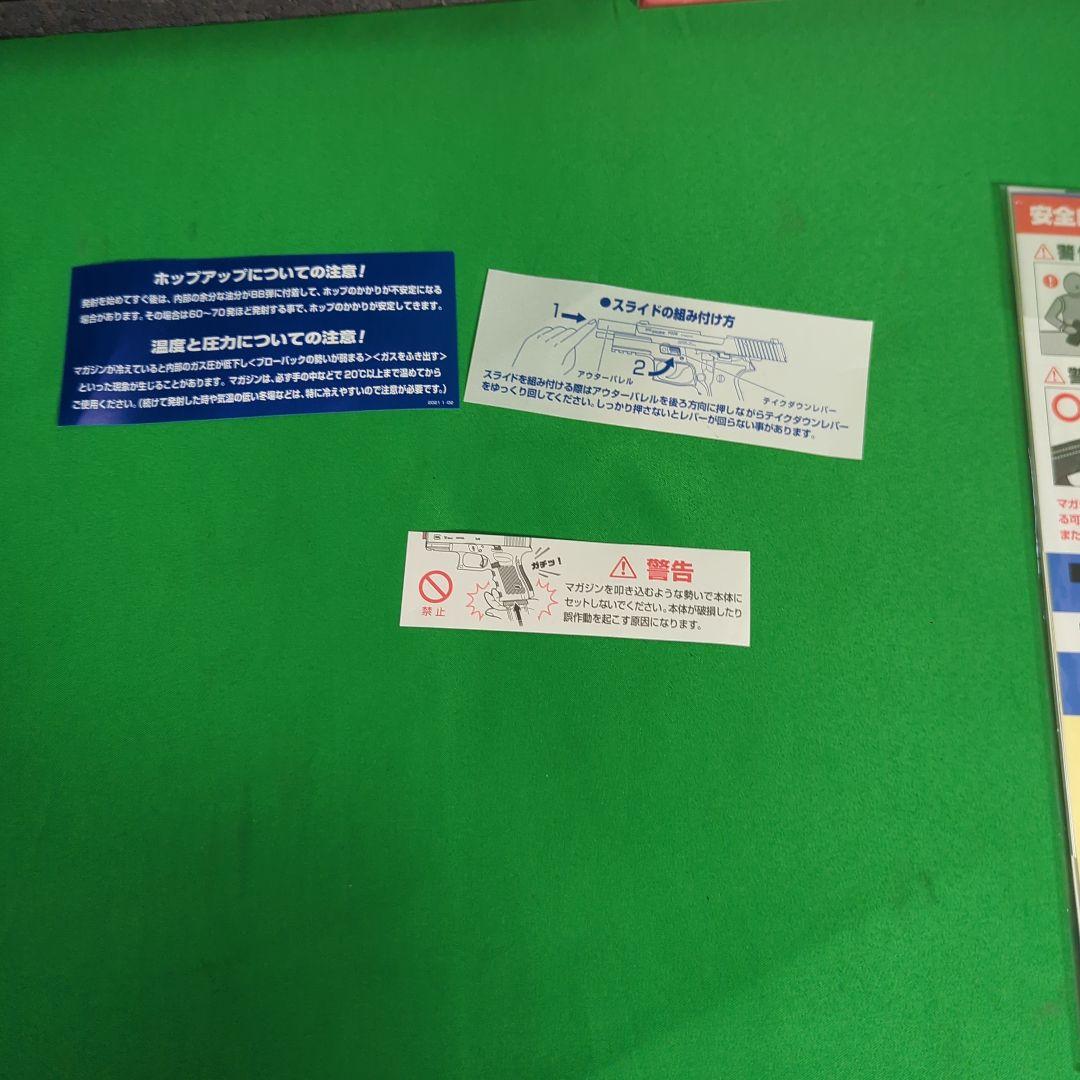 ホップアップについての注意!
発射を始めてすぐ後は、内部の余分な油分がBB弾に付着して、ホップのかかりが不安定になる
場合があります。その場合は60〜70発ほど発射する事で、ホップのかかりが安定してきます。
温度と圧力についての注意!
マガジンが冷えていると内部のガス圧が低下し<ブローバックの勢いが弱まる><ガスをふき出す>
といった現象が生じることがあります。マガジンは、必ず手の中などで20℃以上まで温めてから
ご使用ください。(続けて発射した時や気温の低い冬場などは、特に冷えやすいので注意が必要です。)
2021.1-02
●スライドの組み付け方
1
2
アウターバレル
テイクダウンレバー
スライドを組み付ける際はアウターバレルを後ろ方向に押しながらテイクダウンレバー
をゆっくり回してください。しっかり押さないとレバーが回らない事があります。
ガチッ!
禁止
警告
マガジンを叩き込むような勢いで本体に
セットしないでください。本体が破損したり
誤作動を起こす原因になります。
安全
警
警
マガ
る可
また